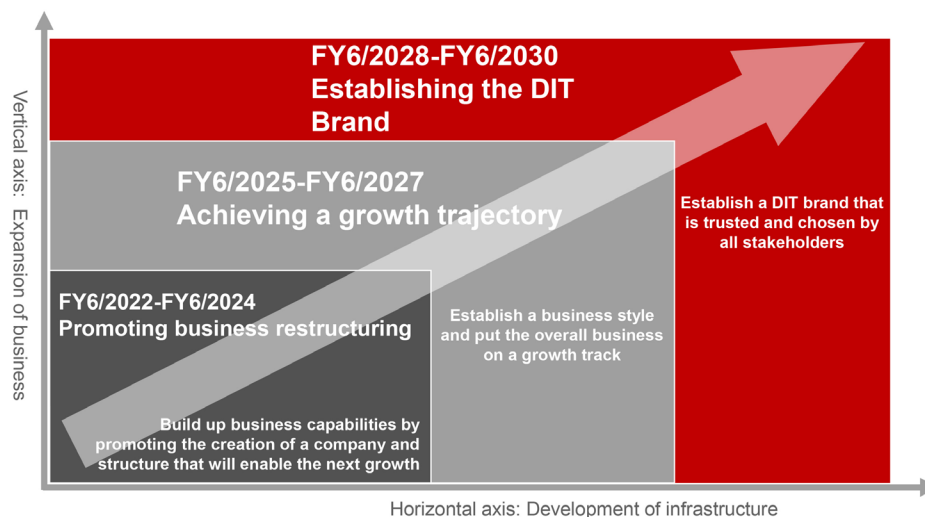 FY6/2028-FY6/2030
Establishing the DIT
Brand
FY6/2025-FY6/2027
Achieving a growth trajectory
Establish a DIT brand that
is trusted and chosen by
all stakeholders
FY6/2022-FY6/2024
Promoting business restructuring
Establish a business style
and put the overall business
on a growth track
Build up business capabilities by
promoting the creation of a company and
structure that will enable the next growth
Vertical axis: Expansion of business
Horizontal axis: Development of infrastructure